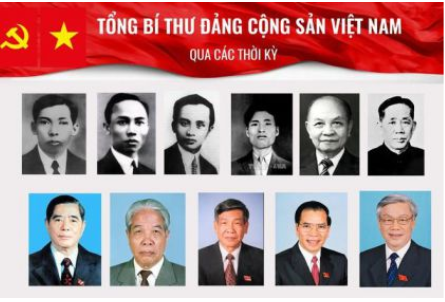 TỔNG BÍ THƯ ĐẢNG CỘNG SẢN VIỆT NAM
QUA CÁC THỜI KỲ